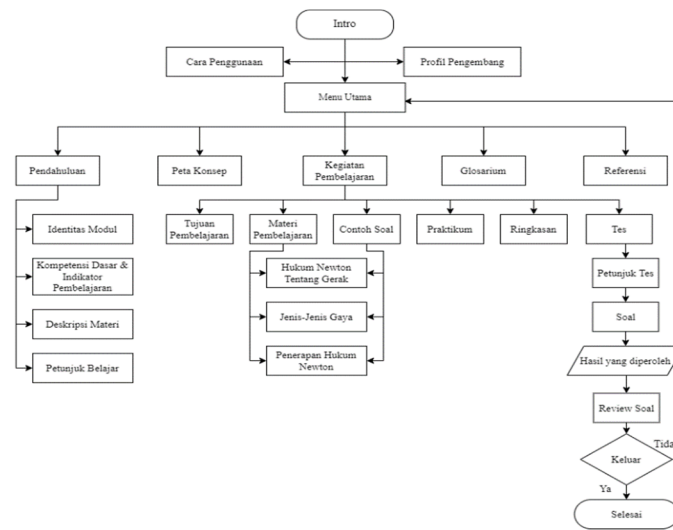 Intro
Cara Penggunaan
Profil Pengembang
Menu Utama
Pendahuluan
Peta Konsep
Kegiatan
Pembelajaran
Glosarium
Referensi
Tujuan
Pembelajaran
Materi
Pembelajaran
Contoh Soal
Praktikum
Ringkasan
Tes
Identitas Modul
Kompetensi Dasar &
Indikator
Pembelajaran
Deskripsi Materi
Petunjuk Belajar
Hukum Newton
Tentang Gerak
Jenis-Jenis Gaya
Penerapan Hukum
Newton
Petunjuk Tes
Soal
Hasil yang diperoleh
Review Soal
Keluar
Tida
Ya
Selesai